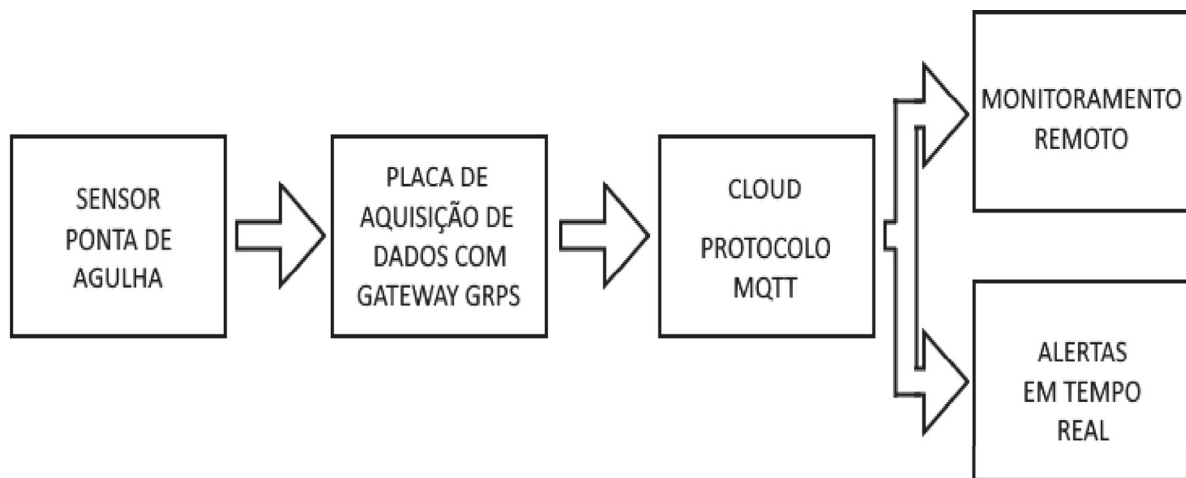 SENSOR
PONTA DE
AGULHA
PLACA DE
AQUISIÇÃO DE
DADOS COM
GATEWAY GRPS
CLOUD
PROTOCOLO
MQTT
MONITORAMENTO
REMOTO
ALERTAS
EM TEMPO
REAL